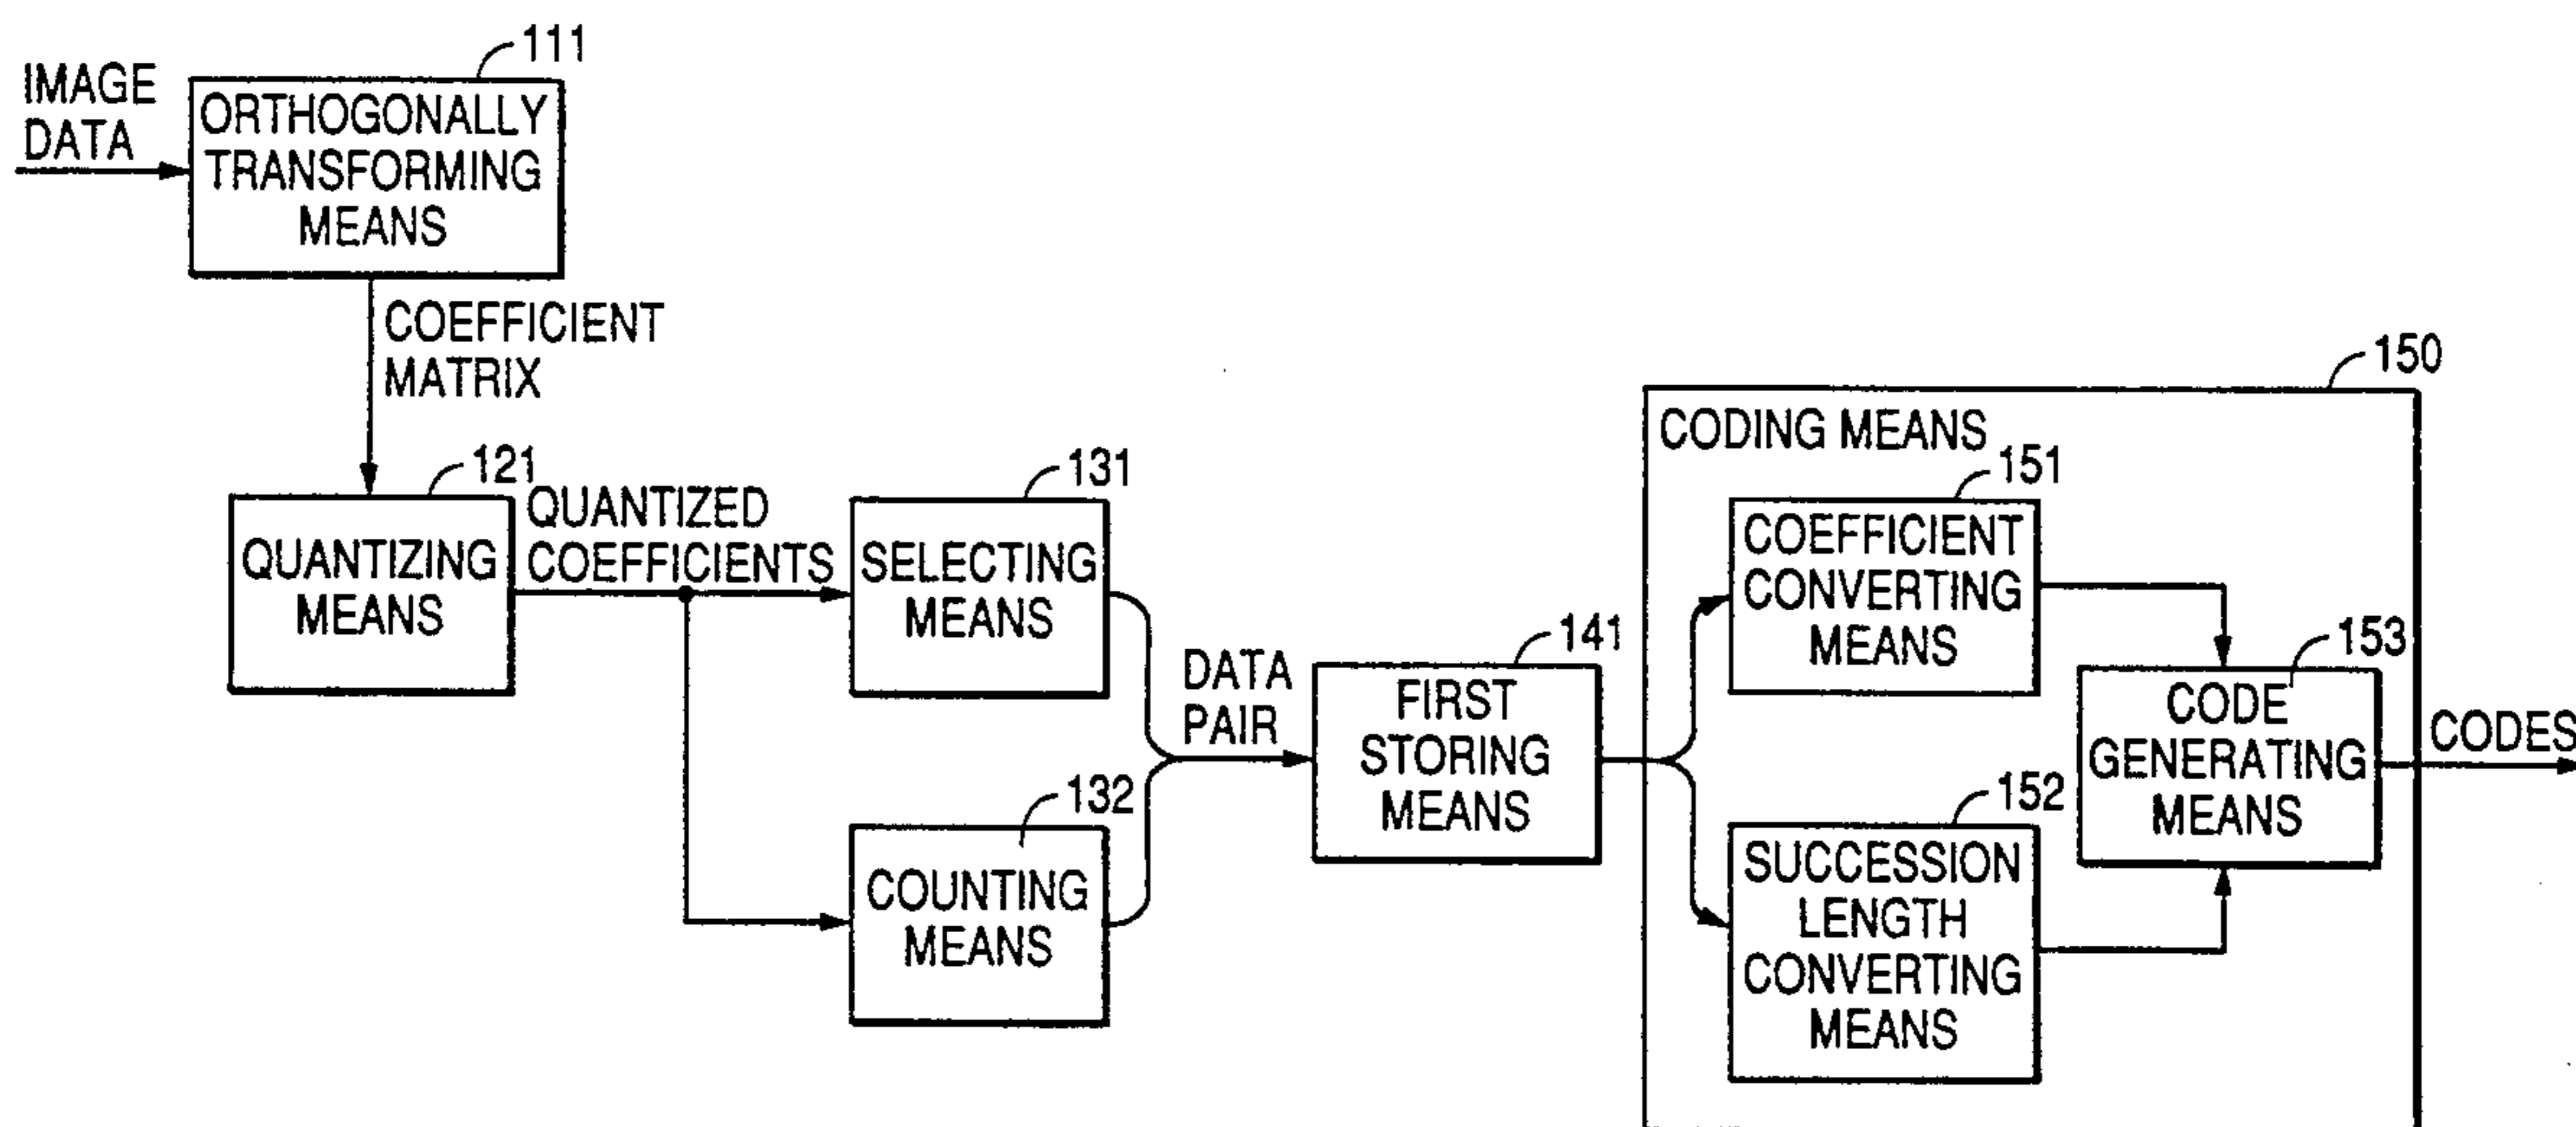 111
IMAGE
DATA
ORTHOGONALLY
TRANSFORMING
MEANS
COEFFICIENT
MATRIX
121
QUANTIZING
MEANS
QUANTIZED
COEFFICIENTS
131
SELECTING
MEANS
132
COUNTING
MEANS
DATA
PAIR
141
FIRST
STORING
MEANS
150
CODING MEANS
151
COEFFICIENT
CONVERTING
MEANS
152
SUCCESSION
LENGTH
CONVERTING
MEANS
153
CODE
GENERATING
MEANS
CODES